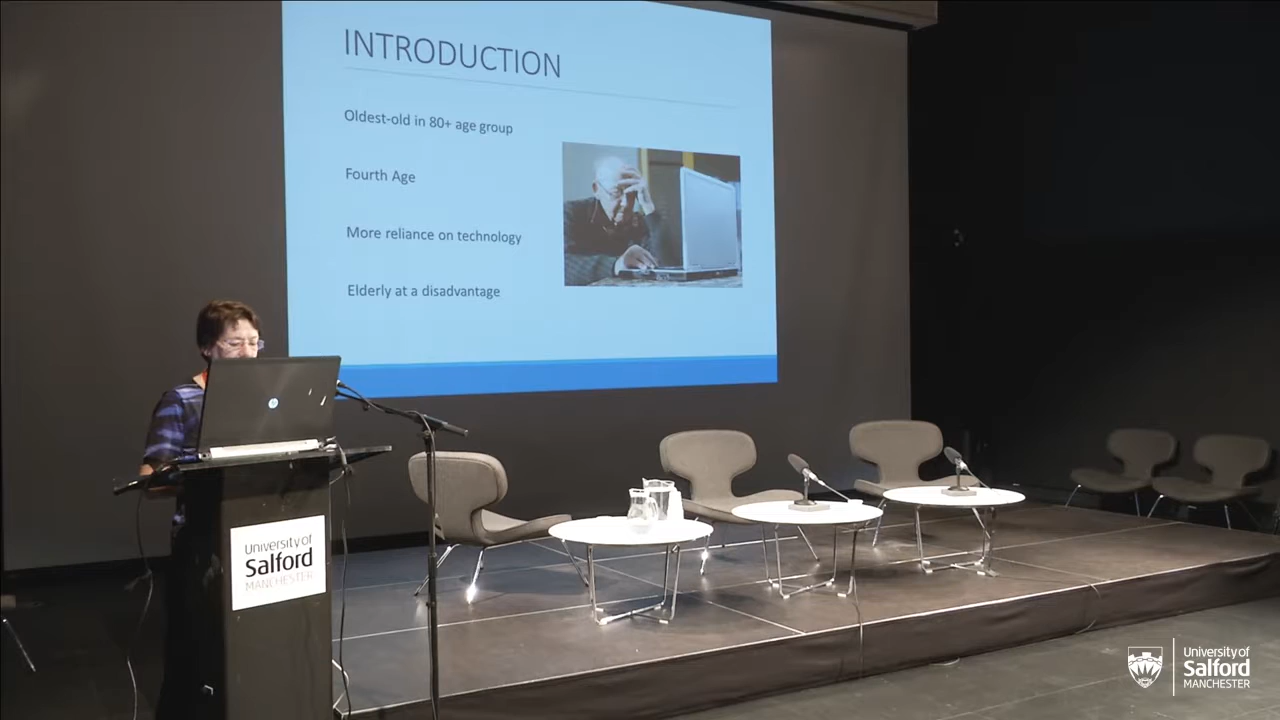 INTRODUCTION
Oldest-old in 80+ age group
Fourth Age
More reliance on technology
Elderly at a disadvantage
University of
Salford
MANCHESTER
University of
Salford
MANCHESTER